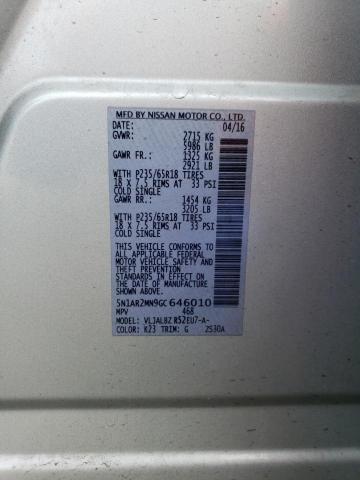 MFD BY NISSAN MOTOR CO., LTD.
DATE: 04/16
GVWR: 2715 KG
5986 LB
GAWR FR.: 1325 KG
2921 LB
WITH P235/65R18 TIRES
18 X 7.5 RIMS AT 33 PSI
COLD SINGLE
GAWR RR.: 1454 KG
3205 LB
WITH P235/65R18 TIRES
18 X 7.5 RIMS AT 33 PSI
COLD SINGLE
THIS VEHICLE CONFORMS TO
ALL APPLICABLE FEDERAL
MOTOR VEHICLE SAFETY
STANDARDS IN EFFECT ON
THE DATE OF MANUFACTURE
SHOWN ABOVE.
5N1AR2MN9GC646010
MPV 468
MODEL: VLJALBZ R52EU7-A-
COLOR: K23 TRIM: G ZS30A